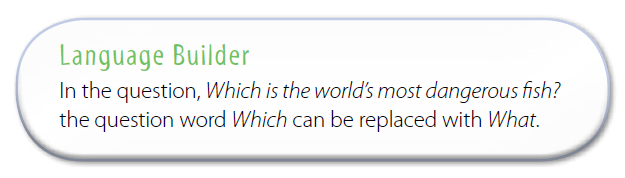 Language Builder
In the question, Which is the world's most dangerous fish?
the question word Which can be replaced with What.